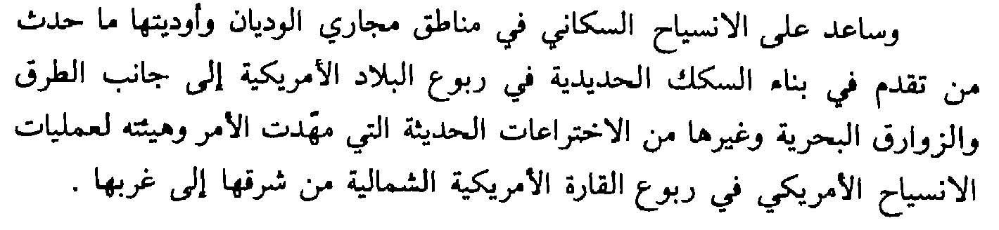 وساعد على الانسياح السكاني في مناطق مجاري الوديان وأوديتها ما حدث
من تقدم في بناء السكك الحديدية في ربوع البلاد الأمريكية إلى جانب الطرق
والزوارق البحرية وغيرها من الاختراعات الحديثة التي مهّدت الأمر وهيئته لعمليات
الانسياح الأمريكي في ربوع القارة الأمريكية الشمالية من شرقها إلى غربها .